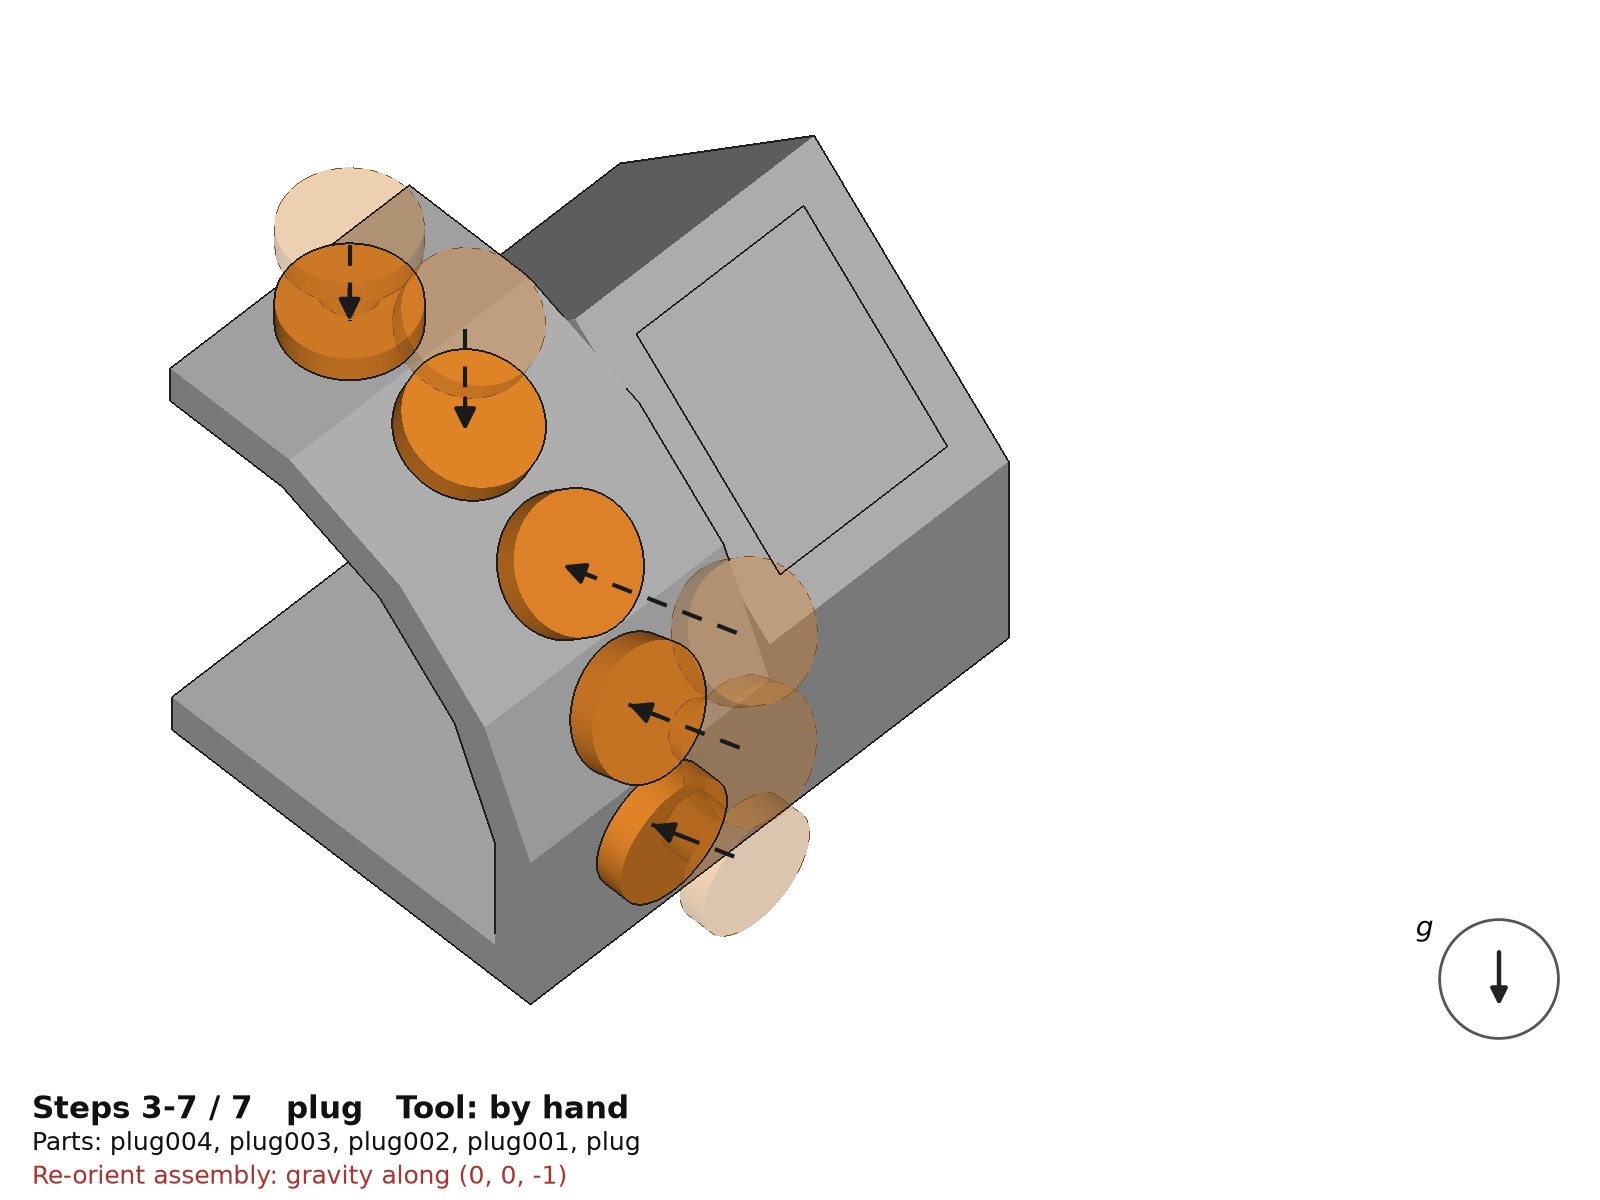 g
Steps 3-7 / 7   plug   Tool: by hand
Parts: plug004, plug003, plug002, plug001, plug
Re-orient assembly: gravity along (0, 0, -1)